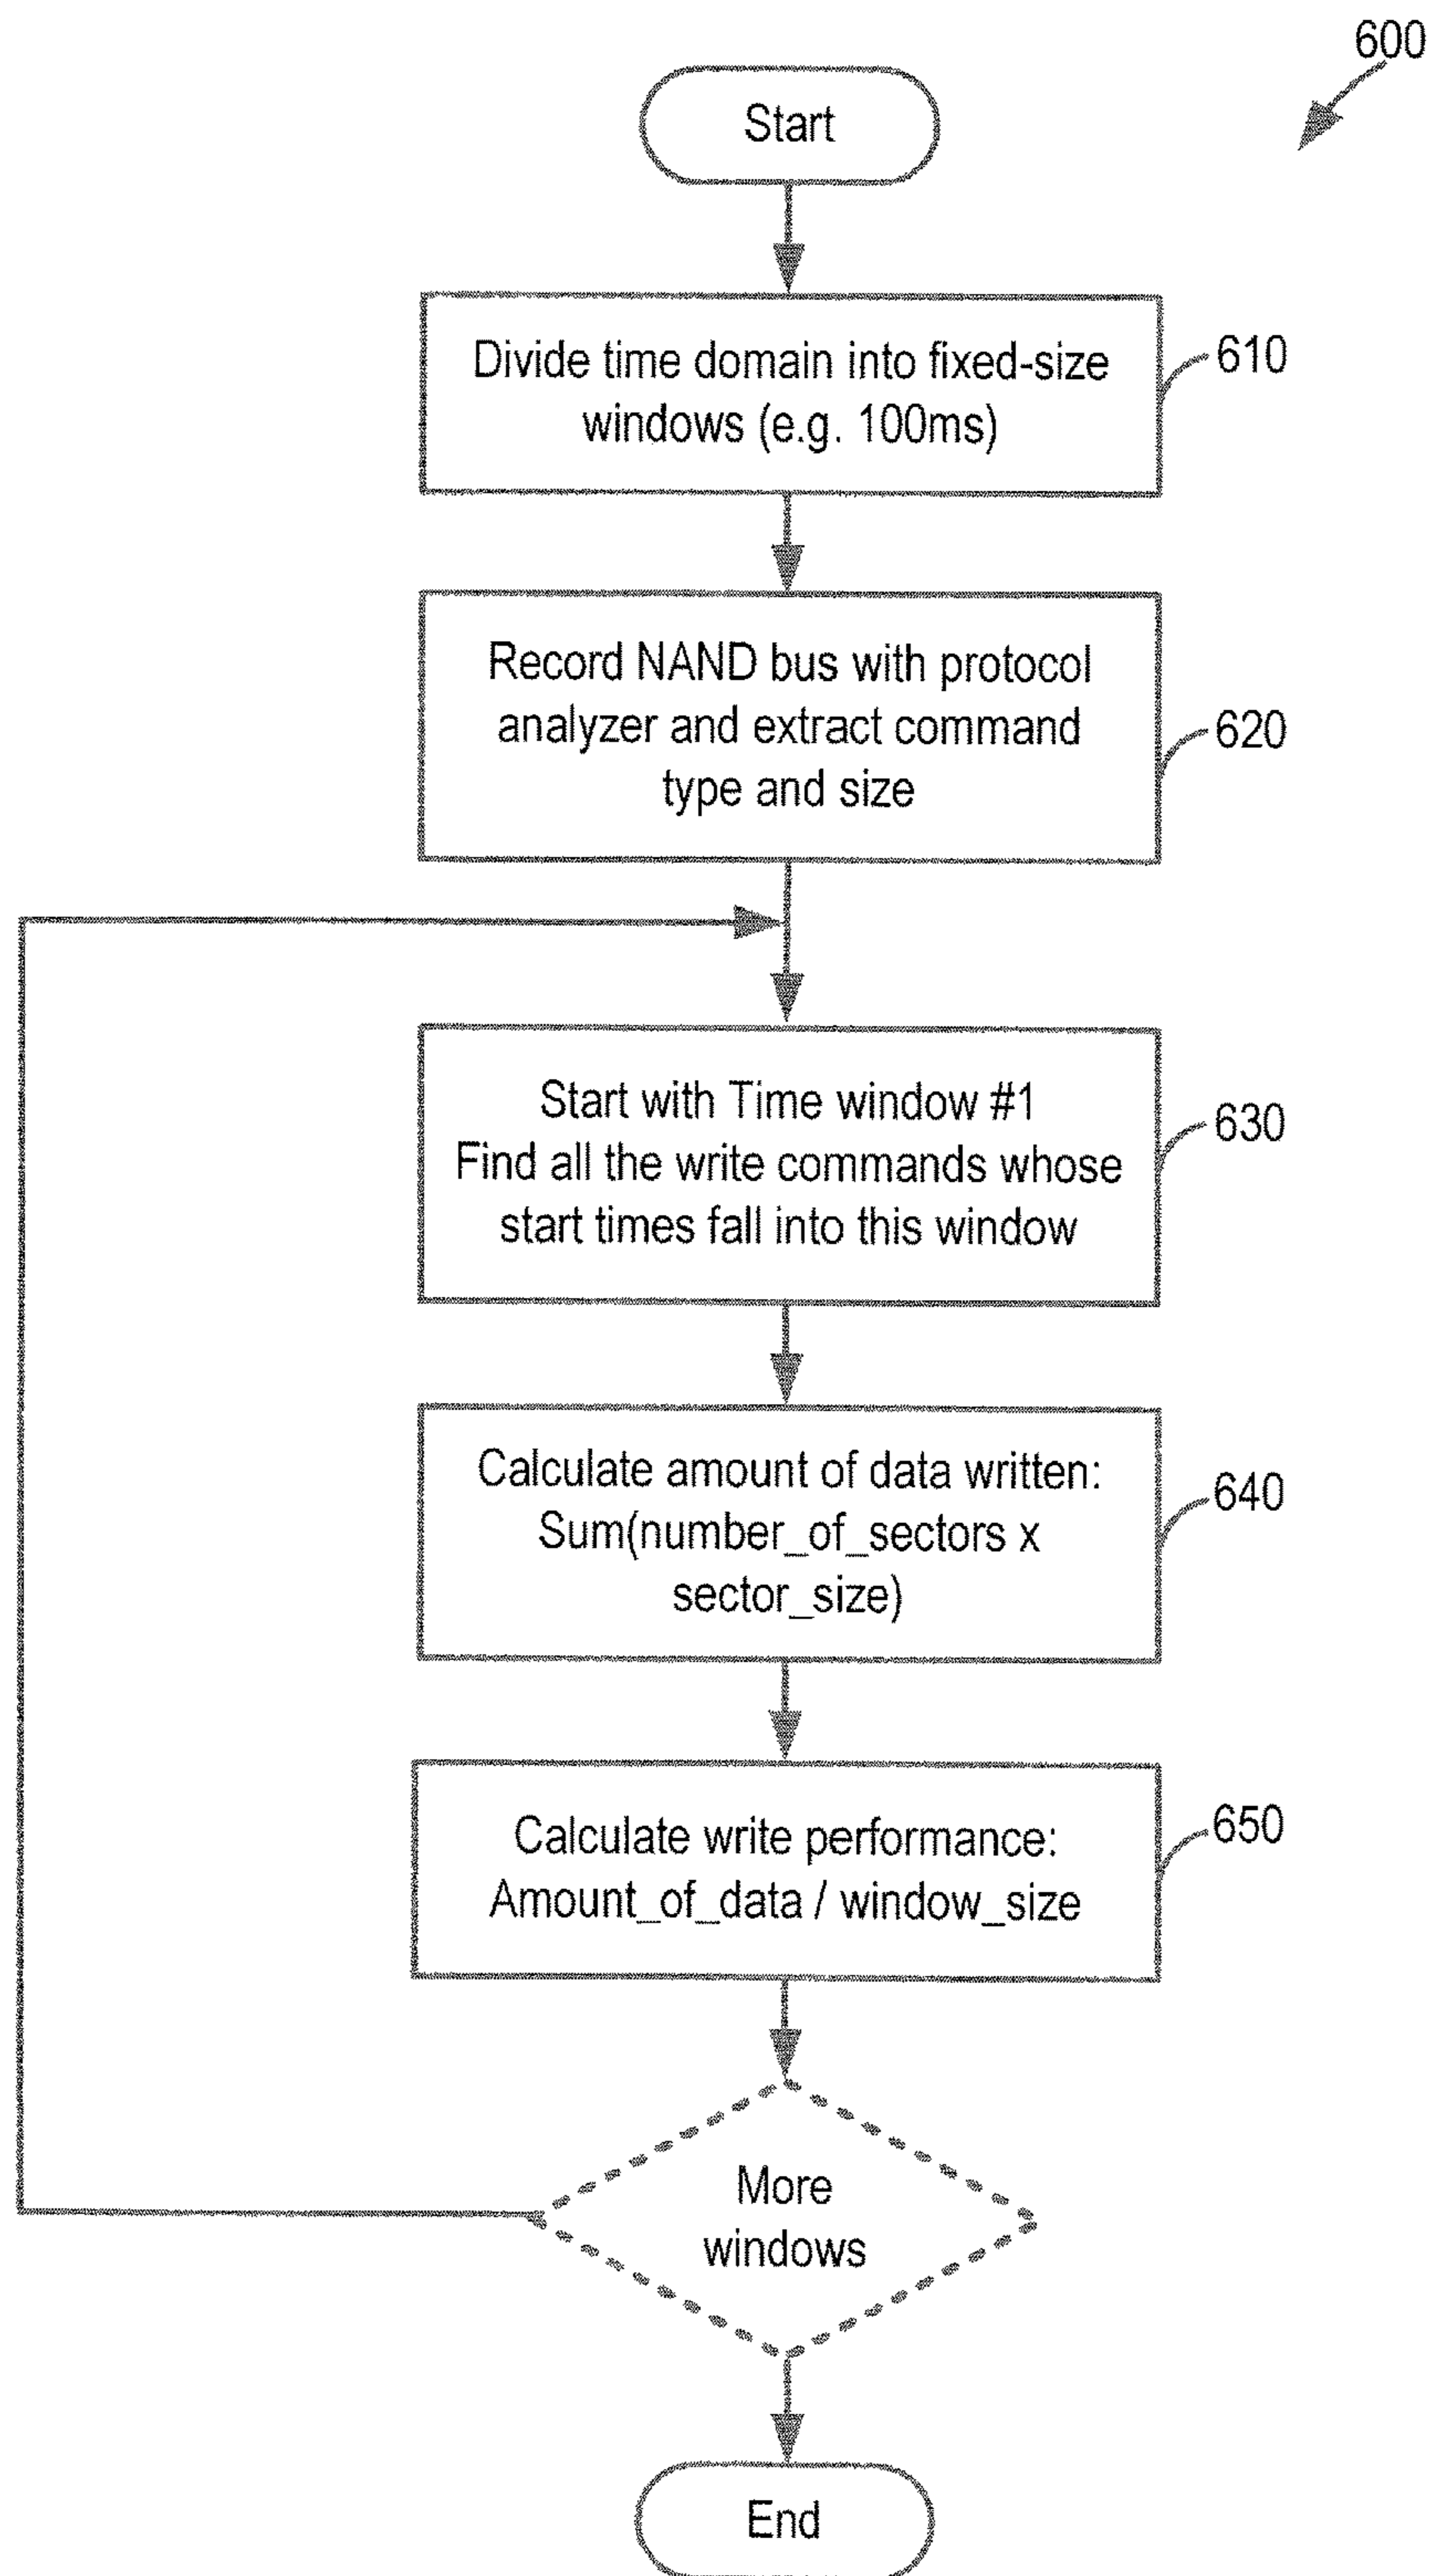 600
Start
Divide time domain into fixed-size
windows (e.g. 100ms)
610
Record NAND bus with protocol
analyzer and extract command
type and size
620
Start with Time window #1
Find all the write commands whose
start times fall into this window
630
Calculate amount of data written:
Sum(number_of_sectors x
sector_size)
640
Calculate write performance:
Amount_of_data / window_size
650
More
windows
End